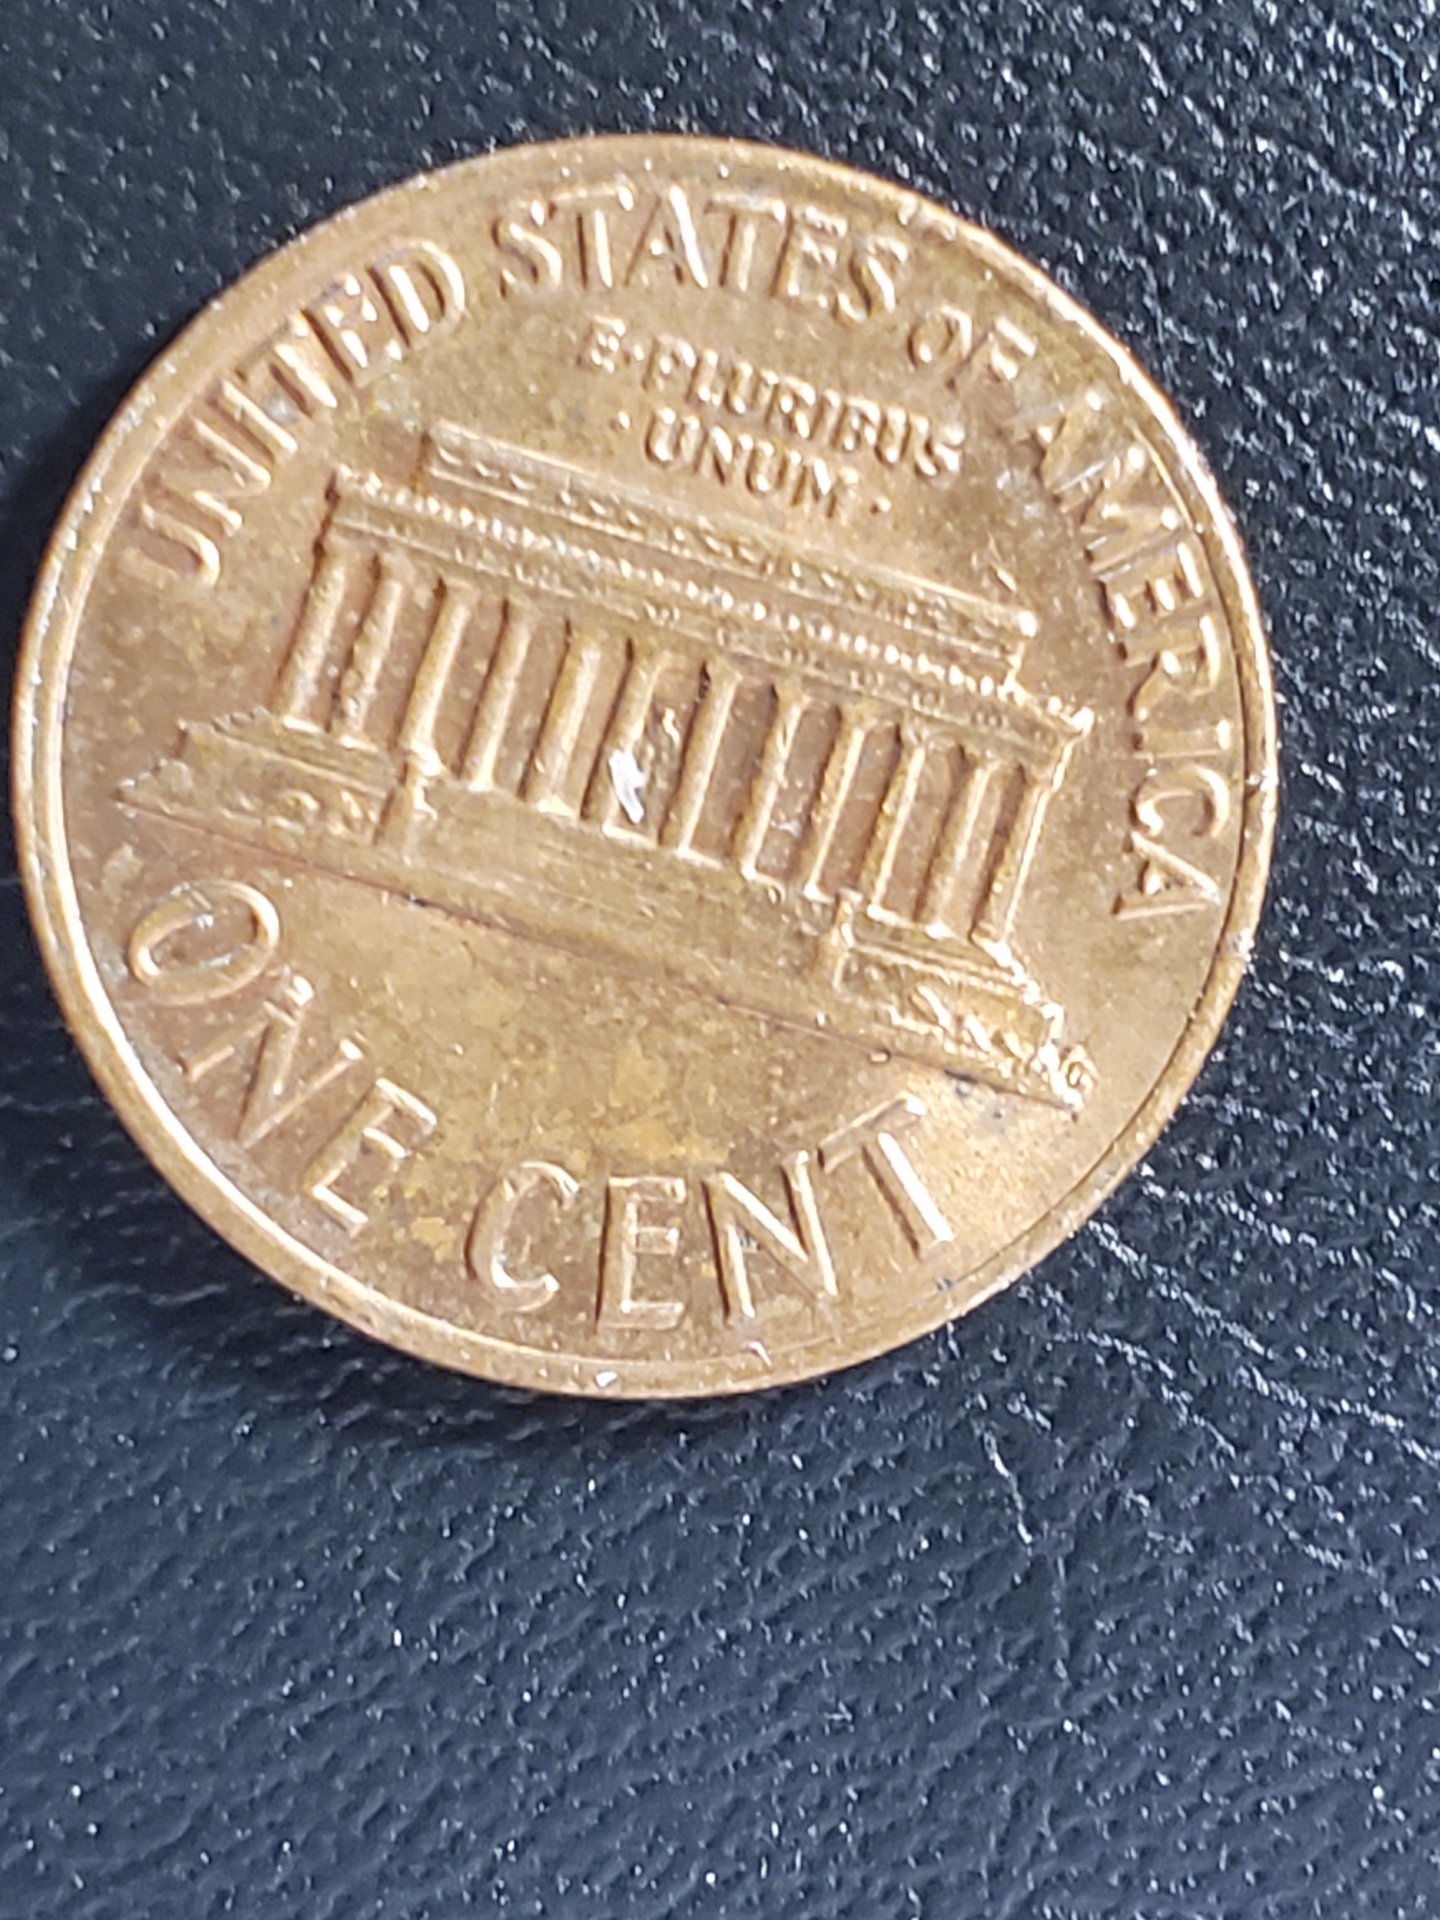 UNITED STATES OF AMERICA
E·PLURIBUS
·UNUM·
ONE CENT